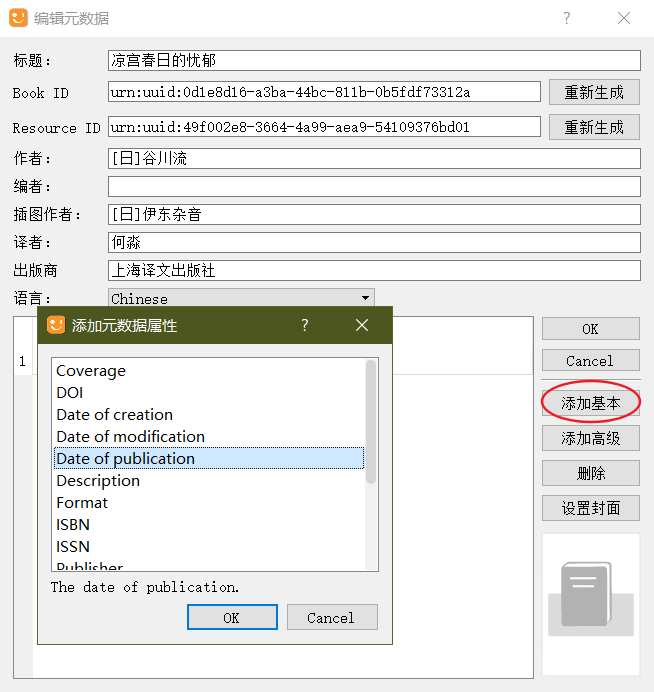 编辑元数据
标题：
凉宫春日的忧郁
Book ID
urn:uuid:0d1e8d16-a3ba-44bc-811b-0b5fdf73312a
重新生成
Resource ID
urn:uuid:49f002e8-3664-4a99-aea9-54109376bd01
重新生成
作者：
[日]谷川流
编者：
插图作者：
[日]伊东杂音
译者：
何淼
出版商
上海译文出版社
语言：
Chinese
添加元数据属性
?
Coverage
DOI
Date of creation
Date of modification
Date of publication
Description
Format
ISBN
ISSN
Publisher
The date of publication.
OK
Cancel
1
OK
Cancel
添加基本
添加高级
删除
设置封面